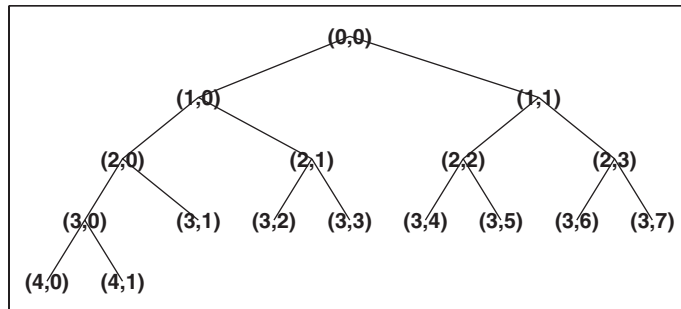 (0,0)
(1,0) (1,1)
(2,0) (2,1) (2,2) (2,3)
(3,0) (3,1) (3,2) (3,3) (3,4) (3,5) (3,6) (3,7)
(4,0) (4,1)